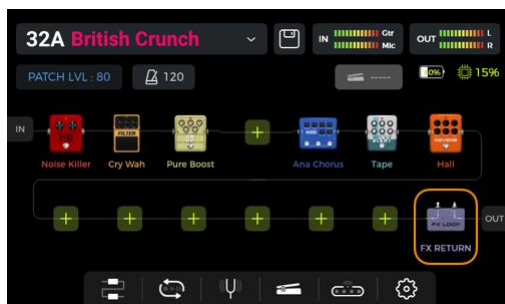 32A British Crunch
IN Gtr
Mic
OUT L
R
PATCH LVL : 80
120
-----
40%
15%
IN
FILTER
Noise Killer
Cry Wah
Pure Boost
Ana Chorus
Tape
Hall
FX LOOP
OUT
FX RETURN